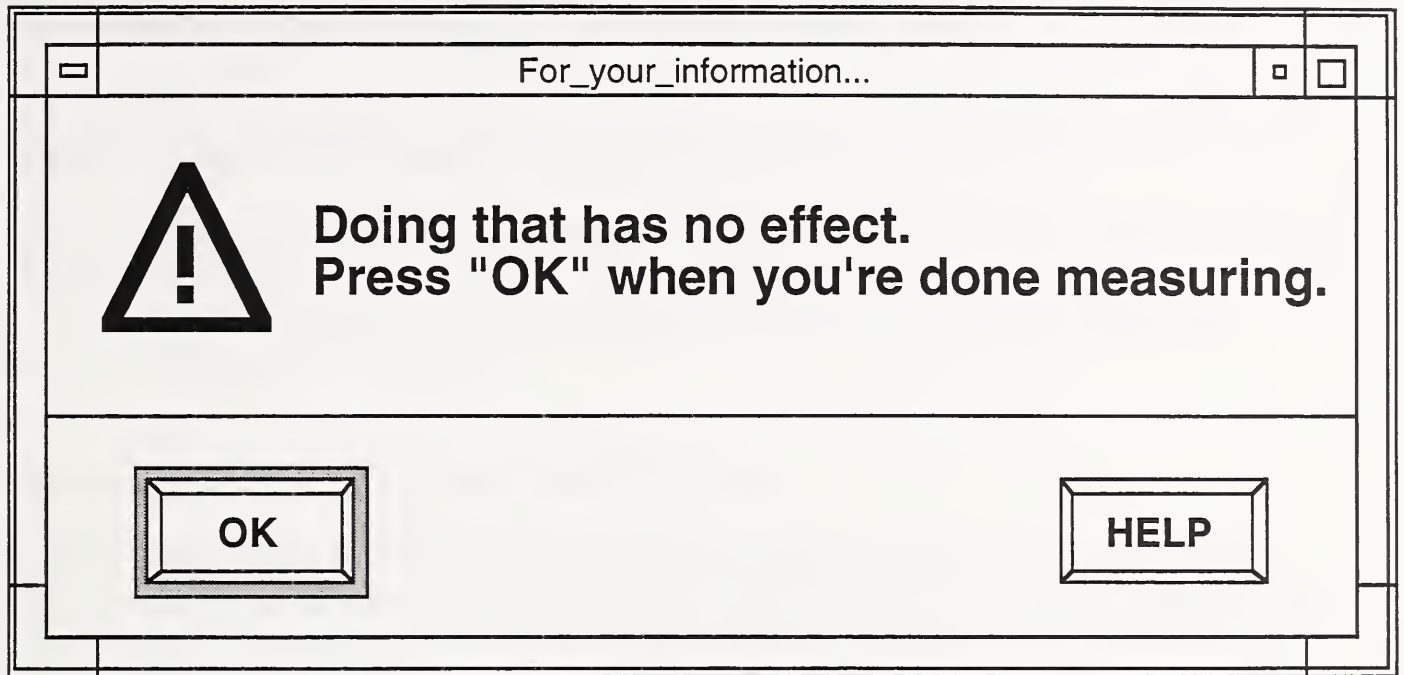 For_your_information...
Doing that has no effect.
Press "OK" when you're done measuring.
OK
HELP